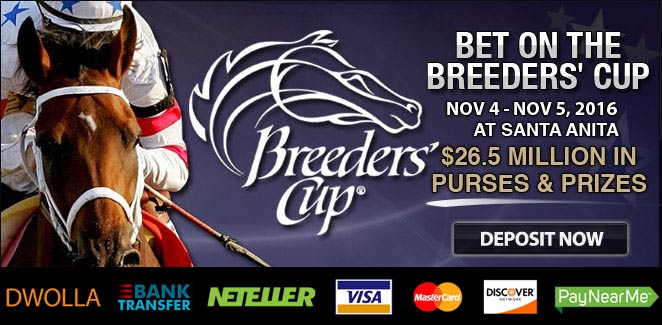 Breeders'
Cup®
BET ON THE
BREEDERS' CUP
NOV 4 - NOV 5, 2016
AT SANTA ANITA
$26.5 MILLION IN
PURSES & PRIZES
DEPOSIT NOW
DWOLLA
BANK
TRANSFER
NETELLER
VISA
MasterCard
DISCOVER
NETWORK
PayNearMe